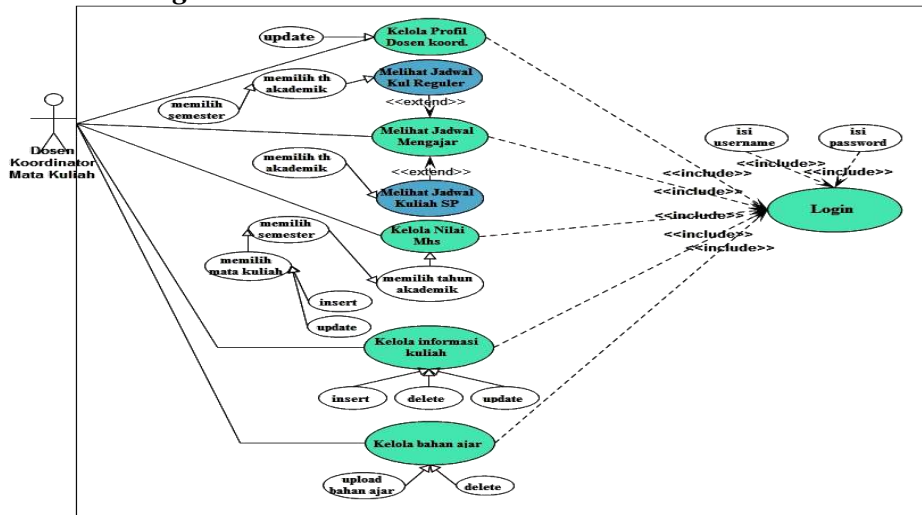 update
Kelola Profil
Dosen koord.
memilih th
akademik
Melihat Jadwal
Kul Reguler
memilih
semester
<<extend>>
isi
username
isi
password
Dosen
Koordinator
Mata Kuliah
Melihat Jadwal
Mengajar
<<include>>
<<include>>
memilih th
akademik
<<extend>>
<<include>>
<<include>>
Melihat Jadwal
Kuliah SP
Login
memilih
semester
Kelola Nilai
Mhs
<<include>>
<<include>>
<<include>>
memilih
mata kuliah
memilih tahun
akademik
insert
update
Kelola informasi
kuliah
insert
delete
update
Kelola bahan ajar
upload
bahan ajar
delete